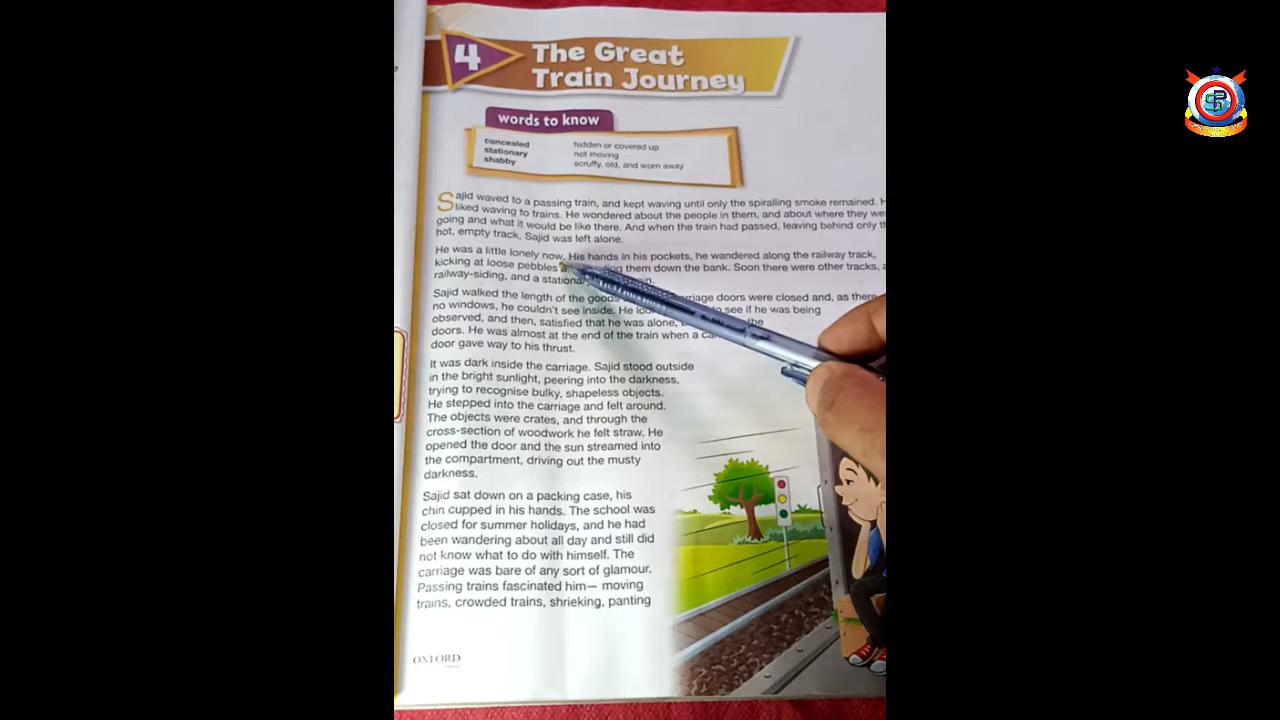 4
The Great
Train Journey
words to know
concealed hidden or covered up
stationary not moving
shabby scruffy, old, and worn away
Sajid waved to a passing train, and kept waving until only the spiralling smoke remained.
liked waving to trains. He wondered about the people in them, and about where they
going and what it would be like there. And when the train had passed, leaving behind only
hot, empty track, Sajid was left alone.
He was a little lonely now. His hands in his pockets, he wandered along the railway track,
kicking at loose pebbles them down the bank. Soon there were other tracks,
railway-siding, and a
Sajid walked the length of the goods doors were closed and, as there
no windows, he couldn't see inside. He to see if he was being
observed, and then, satisfied that he was alone, the
doors. He was almost at the end of the train when a
door gave way to his thrust.
It was dark inside the carriage. Sajid stood outside
in the bright sunlight, peering into the darkness,
trying to recognise bulky, shapeless objects.
He stepped into the carriage and felt around.
The objects were crates, and through the
cross-section of woodwork he felt straw. He
opened the door and the sun streamed into
the compartment, driving out the musty
darkness.
Sajid sat down on a packing case, his
chin cupped in his hands. The school was
closed for summer holidays, and he had
been wandering about all day and still did
not know what to do with himself. The
carriage was bare of any sort of glamour.
Passing trains fascinated him— moving
trains, crowded trains, shrieking, panting
OXFORD